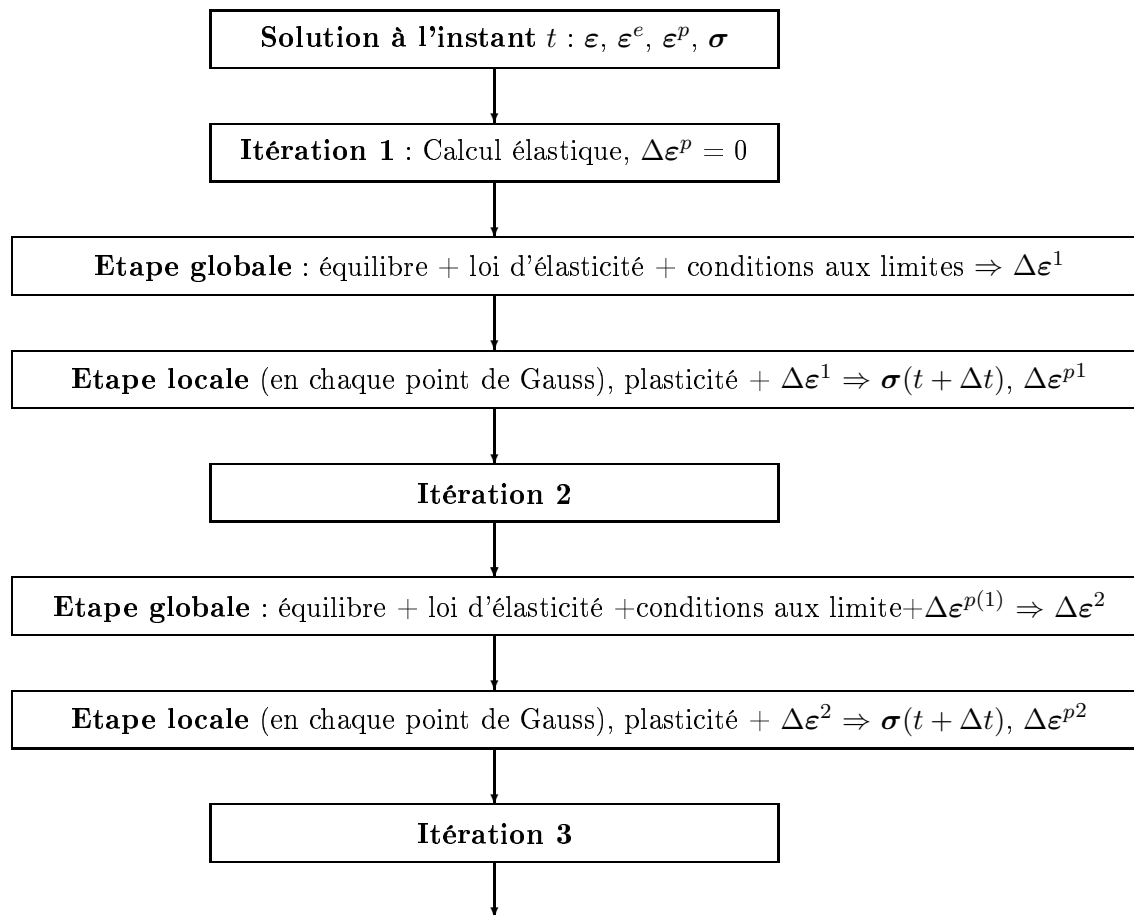 Solution à l'instant t : ε, εᵉ, εᵖ, σ
Itération 1 : Calcul élastique, Δεᵖ = 0
Etape globale : équilibre + loi d'élasticité + conditions aux limites ⇒ Δε¹
Etape locale (en chaque point de Gauss), plasticité + Δε¹ ⇒ σ(t + Δt), Δεᵖ¹
Itération 2
Etape globale : équilibre + loi d'élasticité +conditions aux limite+Δεᵖ⁽¹⁾ ⇒ Δε²
Etape locale (en chaque point de Gauss), plasticité + Δε² ⇒ σ(t + Δt), Δεᵖ²
Itération 3